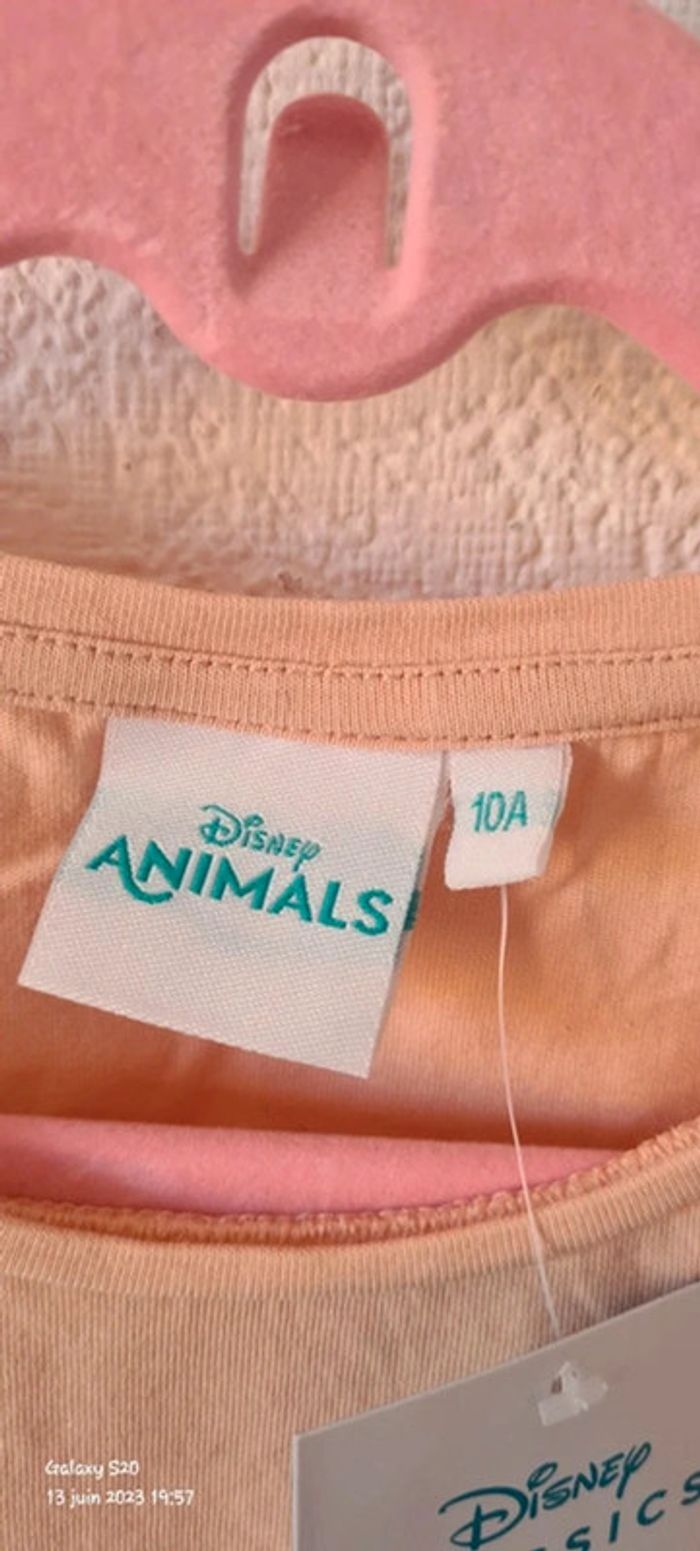 Disney
ANIMALS
10A
Disney
Galaxy S20
13 juin 2023 19:57